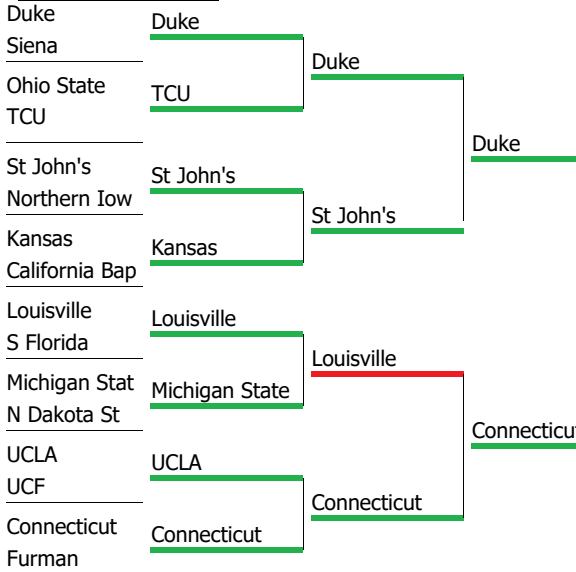 Duke
Siena
Ohio State
TCU
St John's
Northern Iow
Kansas
California Bap
Louisville
S Florida
Michigan Stat
N Dakota St
UCLA
UCF
Connecticut
Furman
Duke
TCU
St John's
Kansas
Louisville
Michigan State
UCLA
Connecticut
Duke
St John's
Louisville
Connecticut
Duke
Connecticut